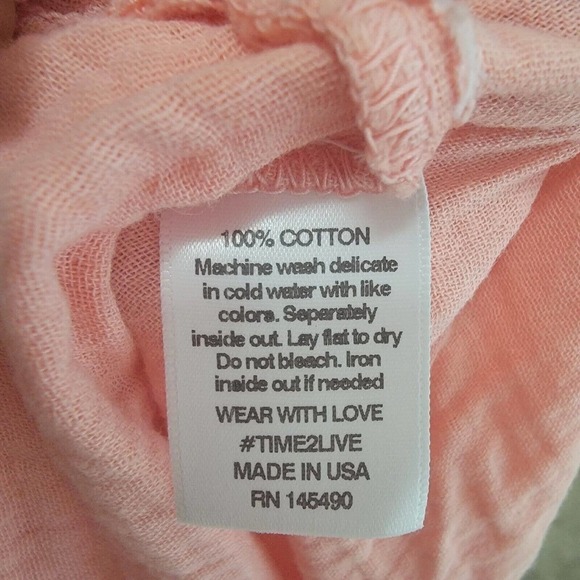 100% COTTON
Machine wash delicate
in cold water with like
colors. Separately
inside out. Lay flat to dry
Do not bleach. Iron
inside out if needed
WEAR WITH LOVE
#TIME2LIVE
MADE IN USA
RN 145490